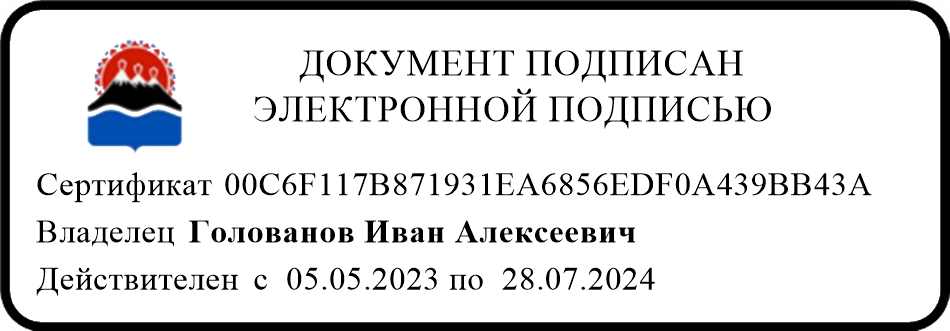 ДОКУМЕНТ ПОДПИСАН
ЭЛЕКТРОННОЙ ПОДПИСЬЮ
Сертификат 00C6F117B871931EA6856EDF0A439BB43A
Владелец Голованов Иван Алексеевич
Действителен с 05.05.2023 по 28.07.2024